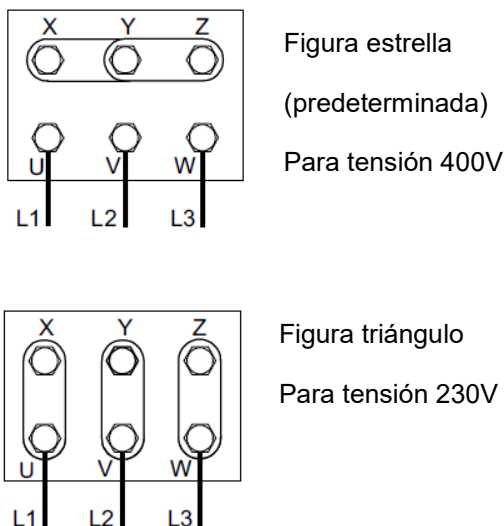 X Y Z
Figura estrella
(predeterminada)
Para tensión 400V
U V W
L1 L2 L3
X Y Z
Figura triángulo
Para tensión 230V
U V W
L1 L2 L3